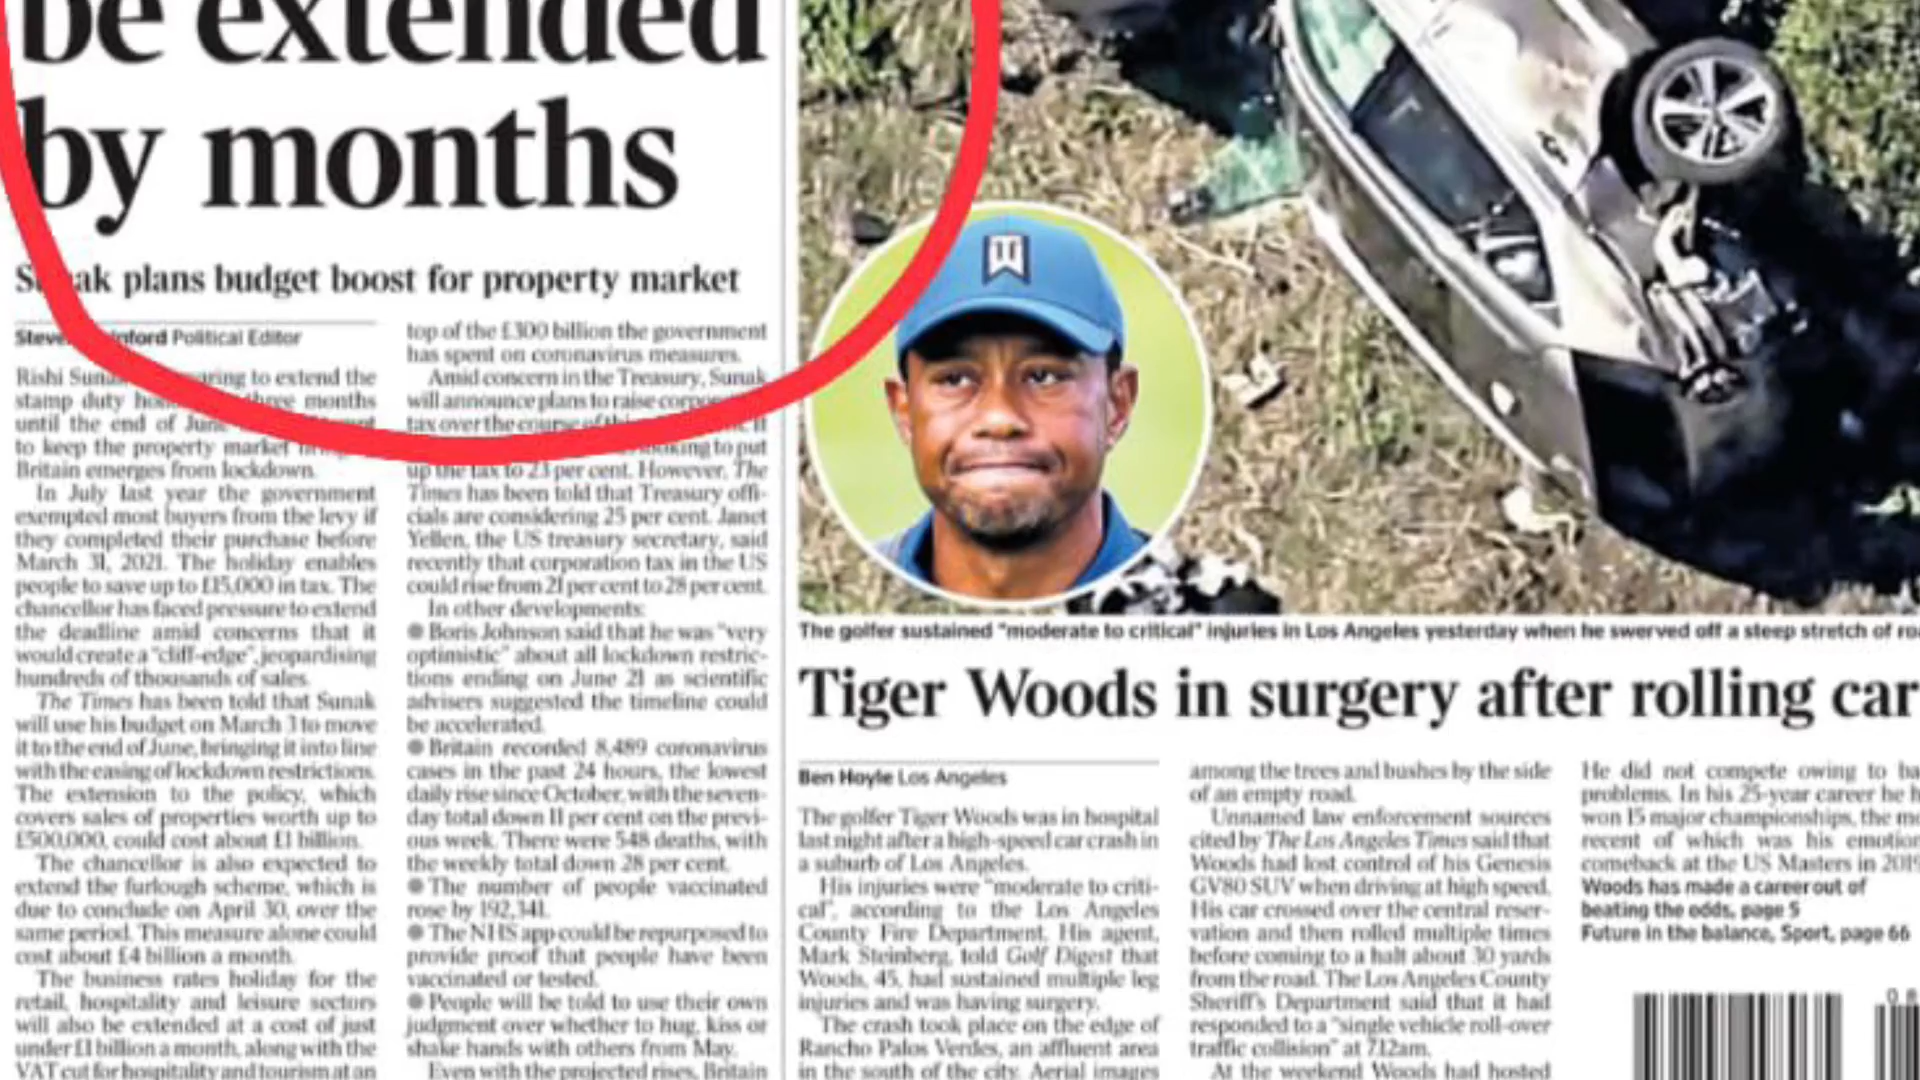 be extended
by months
Sunak plans budget boost for property market
Political Editor
Rishi Sunak to extend the
stamp duty three months
until the end of June
to keep the property market
Britain emerges from lockdown.
In July last year the government
exempted most buyers from the levy if
they completed their purchase before
March 31, 2021. The holiday enables
people to save up to £15,000 in tax. The
chancellor has faced pressure to extend
the deadline amid concerns that it
would create a "cliff-edge", jeopardising
hundreds of thousands of sales.
The Times has been told that Sunak
will use his budget on March 3 to move
it to the end of June, bringing it into line
with the easing of lockdown restrictions.
The extension to the policy, which
covers sales of properties worth up to
£500,000, could cost about £1 billion.
The chancellor is also expected to
extend the furlough scheme, which is
due to conclude on April 30, over the
same period. This measure alone could
cost about £4 billion a month.
The business rates holiday for the
retail, hospitality and leisure sectors
will also be extended at a cost of just
under £1 billion a month, along with the
VAT cut for hospitality and tourism at an
top of the £300 billion the government
has spent on coronavirus measures.
Amid concern in the Treasury, Sunak
will announce plans to raise
tax over the course of
to put
up the tax to 23 per cent. However, The
Times has been told that Treasury offi-
cials are considering 25 per cent. Janet
Yellen, the US treasury secretary, said
recently that corporation tax in the US
could rise from 21 per cent to 28 per cent.
In other developments:
● Boris Johnson said that he was "very
optimistic" about all lockdown restric-
tions ending on June 21 as scientific
advisers suggested the timeline could
be accelerated.
● Britain recorded 8,489 coronavirus
cases in the past 24 hours, the lowest
daily rise since October, with the seven-
day total down 11 per cent on the previ-
ous week. There were 548 deaths, with
the weekly total down 28 per cent.
● The number of people vaccinated
rose by 192,341.
● The NHS app could be repurposed to
provide proof that people have been
vaccinated or tested.
● People will be told to use their own
judgment over whether to hug, kiss or
shake hands with others from May.
Even with the projected rises, Britain
The golfer sustained "moderate to critical" injuries in Los Angeles yesterday when he swerved off a steep stretch of
Tiger Woods in surgery after rolling car
Ben Hoyle Los Angeles
The golfer Tiger Woods was in hospital
last night after a high-speed car crash in
a suburb of Los Angeles.
His injuries were "moderate to criti-
cal", according to the Los Angeles
County Fire Department. His agent,
Mark Steinberg, told Golf Digest that
Woods, 45, had sustained multiple leg
injuries and was having surgery.
The crash took place on the edge of
Rancho Palos Verdes, an affluent area
in the south of the city. Aerial images
among the trees and bushes by the side
of an empty road.
Unnamed law enforcement sources
cited by The Los Angeles Times said that
Woods had lost control of his Genesis
GV80 SUV when driving at high speed.
His car crossed over the central reser-
vation and then rolled multiple times
before coming to a halt about 30 yards
from the road. The Los Angeles County
Sheriff's Department said that it had
responded to a "single vehicle roll-over
traffic collision" at 7.12am.
At the weekend Woods had hosted
He did not compete owing to
problems. In his 25-year career he
won 15 major championships, the
recent of which was his
comeback at the US Masters in 2019
Woods has made a career out of
beating the odds, page 5
Future in the balance, Sport, page 66